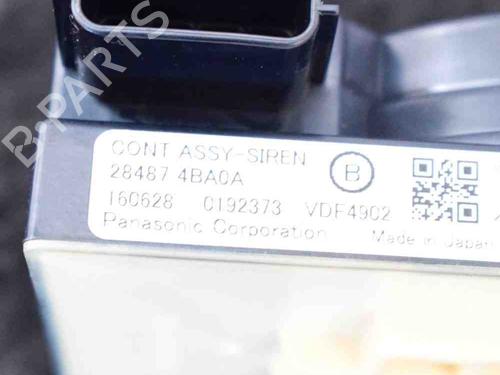 CONT ASSY-SIREN
28487 4BA0A
B
160628 0192373 VDF4902
Panasonic Corporation
Made in Japan
B-PARTS